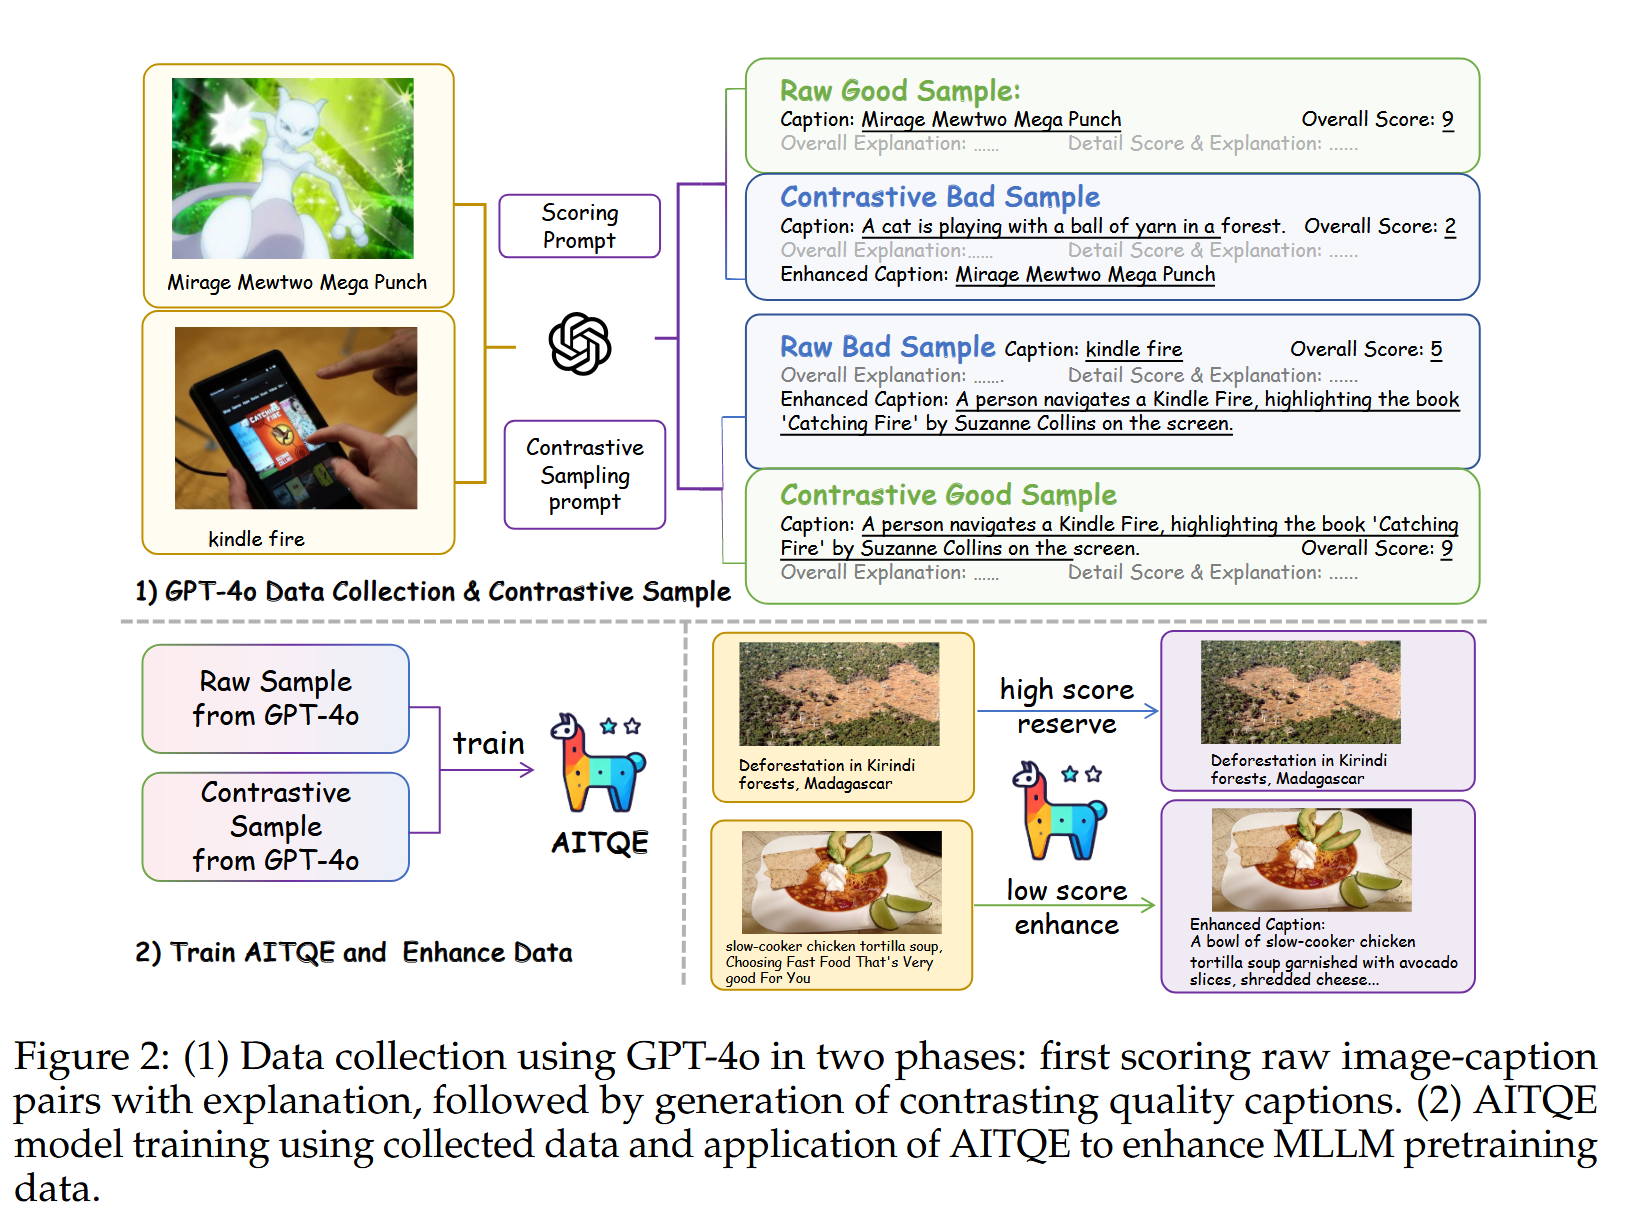 Mirage Mewtwo Mega Punch
kindle fire
Scoring
Prompt
Contrastive
Sampling
prompt
Raw Good Sample:
Caption: Mirage Mewtwo Mega Punch Overall Score: 9
Overall Explanation: ...... Detail Score & Explanation: ......
Contrastive Bad Sample
Caption: A cat is playing with a ball of yarn in a forest. Overall Score: 2
Overall Explanation:...... Detail Score & Explanation: ......
Enhanced Caption: Mirage Mewtwo Mega Punch
Raw Bad Sample Caption: kindle fire Overall Score: 5
Overall Explanation: ....... Detail Score & Explanation: ......
Enhanced Caption: A person navigates a Kindle Fire, highlighting the book
'Catching Fire' by Suzanne Collins on the screen.
Contrastive Good Sample
Caption: A person navigates a Kindle Fire, highlighting the book 'Catching
Fire' by Suzanne Collins on the screen. Overall Score: 9
Overall Explanation: ...... Detail Score & Explanation: ......
CATCHING
FIRE
1) GPT-4o Data Collection & Contrastive Sample
Raw Sample
from GPT-4o
Contrastive
Sample
from GPT-4o
train
AITQE
2) Train AITQE and Enhance Data
Deforestation in Kirindi
forests, Madagascar
high score
reserve
Deforestation in Kirindi
forests, Madagascar
slow-cooker chicken tortilla soup,
Choosing Fast Food That's Very
good For You
low score
enhance
Enhanced Caption:
A bowl of slow-cooker chicken
tortilla soup garnished with avocado
slices, shredded cheese...
Figure 2: (1) Data collection using GPT-4o in two phases: first scoring raw image-caption
pairs with explanation, followed by generation of contrasting quality captions. (2) AITQE
model training using collected data and application of AITQE to enhance MLLM pretraining
data.